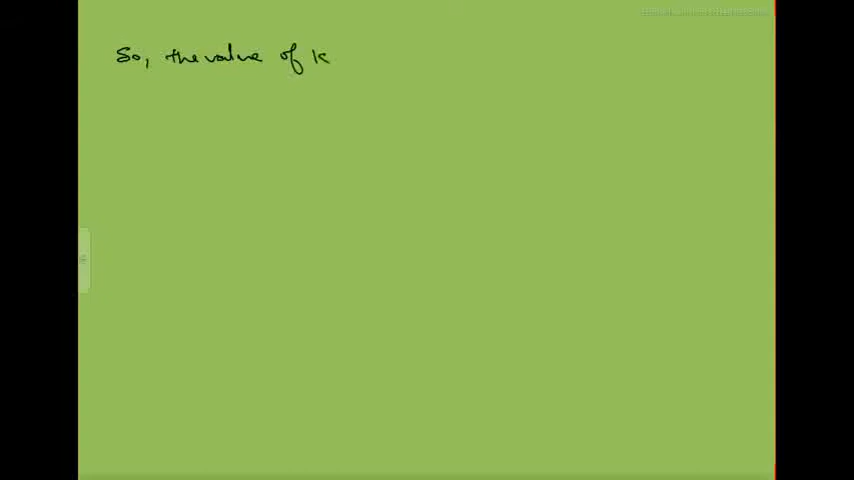 So, the value of k